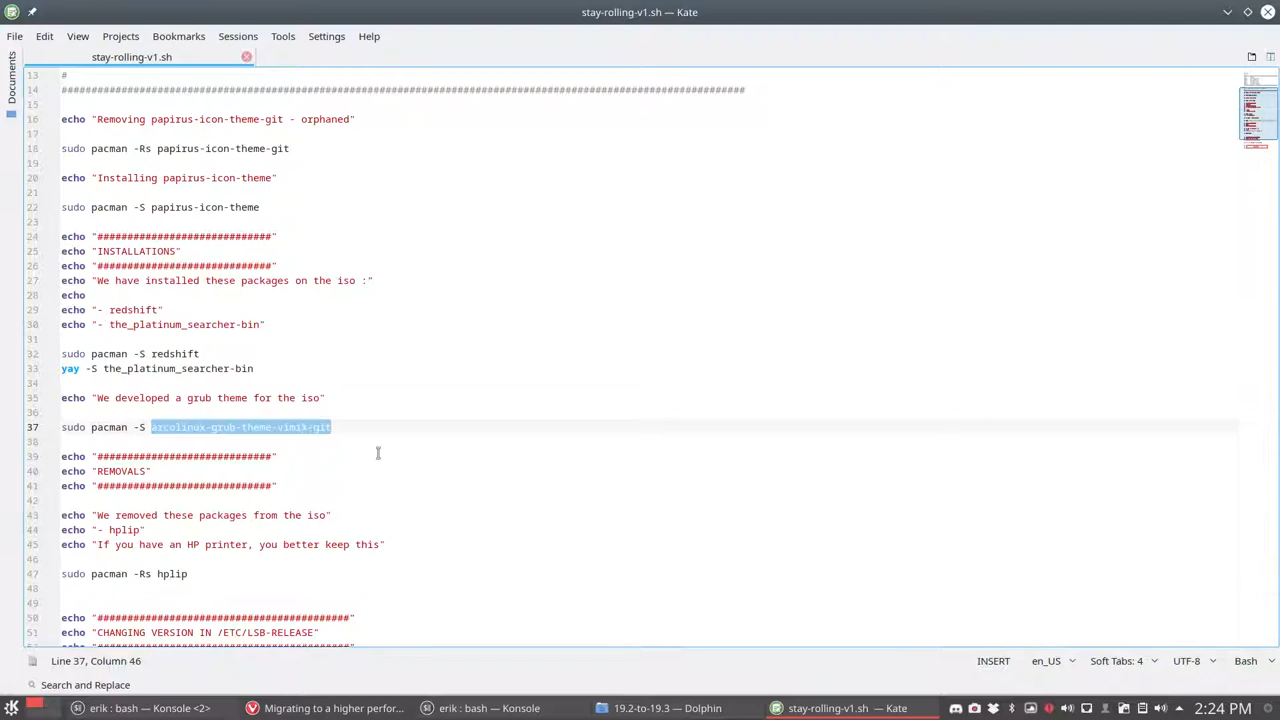 stay-rolling-v1.sh — Kate
File Edit View Projects Bookmarks Sessions Tools Settings Help
stay-rolling-v1.sh
Documents
13 #
14 ##################################################################################################################
15
16 echo "Removing papirus-icon-theme-git - orphaned"
17
18 sudo pacman -Rs papirus-icon-theme-git
19
20 echo "Installing papirus-icon-theme"
21
22 sudo pacman -S papirus-icon-theme
23
24 echo "#############################"
25 echo "INSTALLATIONS"
26 echo "#############################"
27 echo "We have installed these packages on the iso :"
28 echo
29 echo "- redshift"
30 echo "- the_platinum_searcher-bin"
31
32 sudo pacman -S redshift
33 yay -S the_platinum_searcher-bin
34
35 echo "We developed a grub theme for the iso"
36
37 sudo pacman -S arcolinux-grub-theme-vimix-git
38
39 echo "#############################"
40 echo "REMOVALS"
41 echo "#############################"
42
43 echo "We removed these packages from the iso"
44 echo "- hplip"
45 echo "If you have an HP printer, you better keep this"
46
47 sudo pacman -Rs hplip
48
49
50 echo "##########################################"
51 echo "CHANGING VERSION IN /ETC/LSB-RELEASE"
Line 37, Column 46 INSERT en_US Soft Tabs: 4 UTF-8 Bash
Search and Replace
erik : bash — Konsole <2> Migrating to a higher perfor... erik : bash — Konsole 19.2-to-19.3 — Dolphin stay-rolling-v1.sh — Kate 2:24 PM